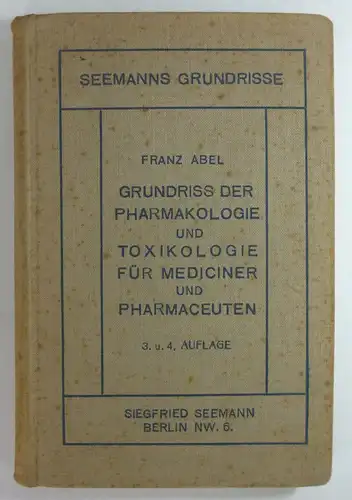 SEEMANNS GRUNDRISSE
FRANZ ABEL
GRUNDRISS DER
PHARMAKOLOGIE
UND
TOXIKOLOGIE
FÜR MEDICINER
UND
PHARMACEUTEN
3. u. 4. AUFLAGE
SIEGFRIED SEEMANN
BERLIN NW. 6.